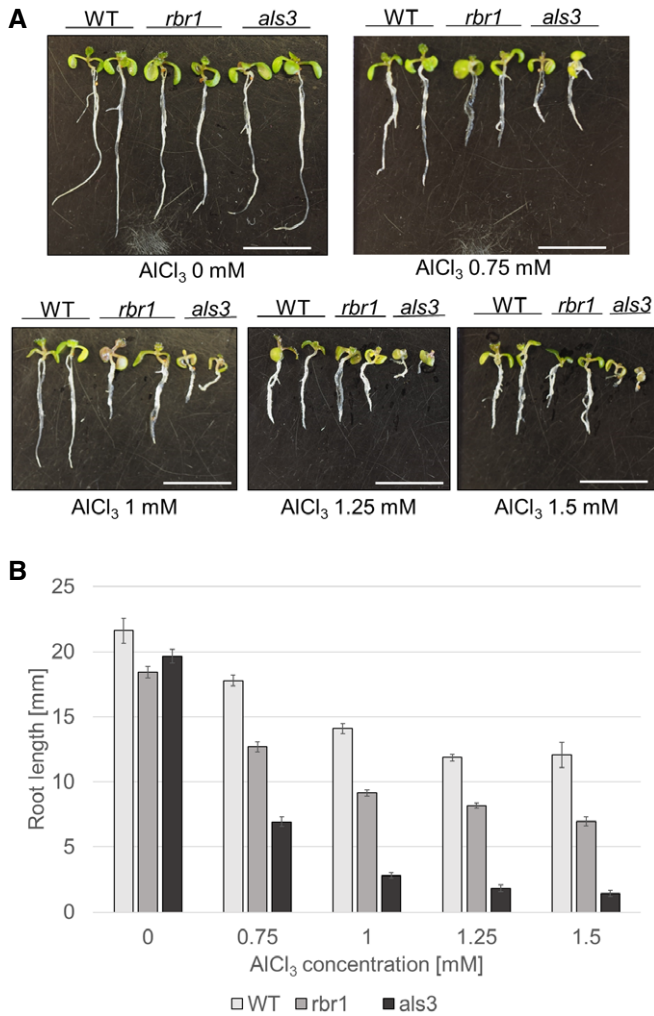 A
WT rbr1 als3
WT rbr1 als3
AlCl₃ 0 mM
AlCl₃ 0.75 mM
WT rbr1 als3
WT rbr1 als3
WT rbr1 als3
AlCl₃ 1 mM
AlCl₃ 1.25 mM
AlCl₃ 1.5 mM
B
Root length [mm]
25
20
15
10
5
0
0 0.75 1 1.25 1.5
AlCl₃ concentration [mM]
WT rbr1 als3